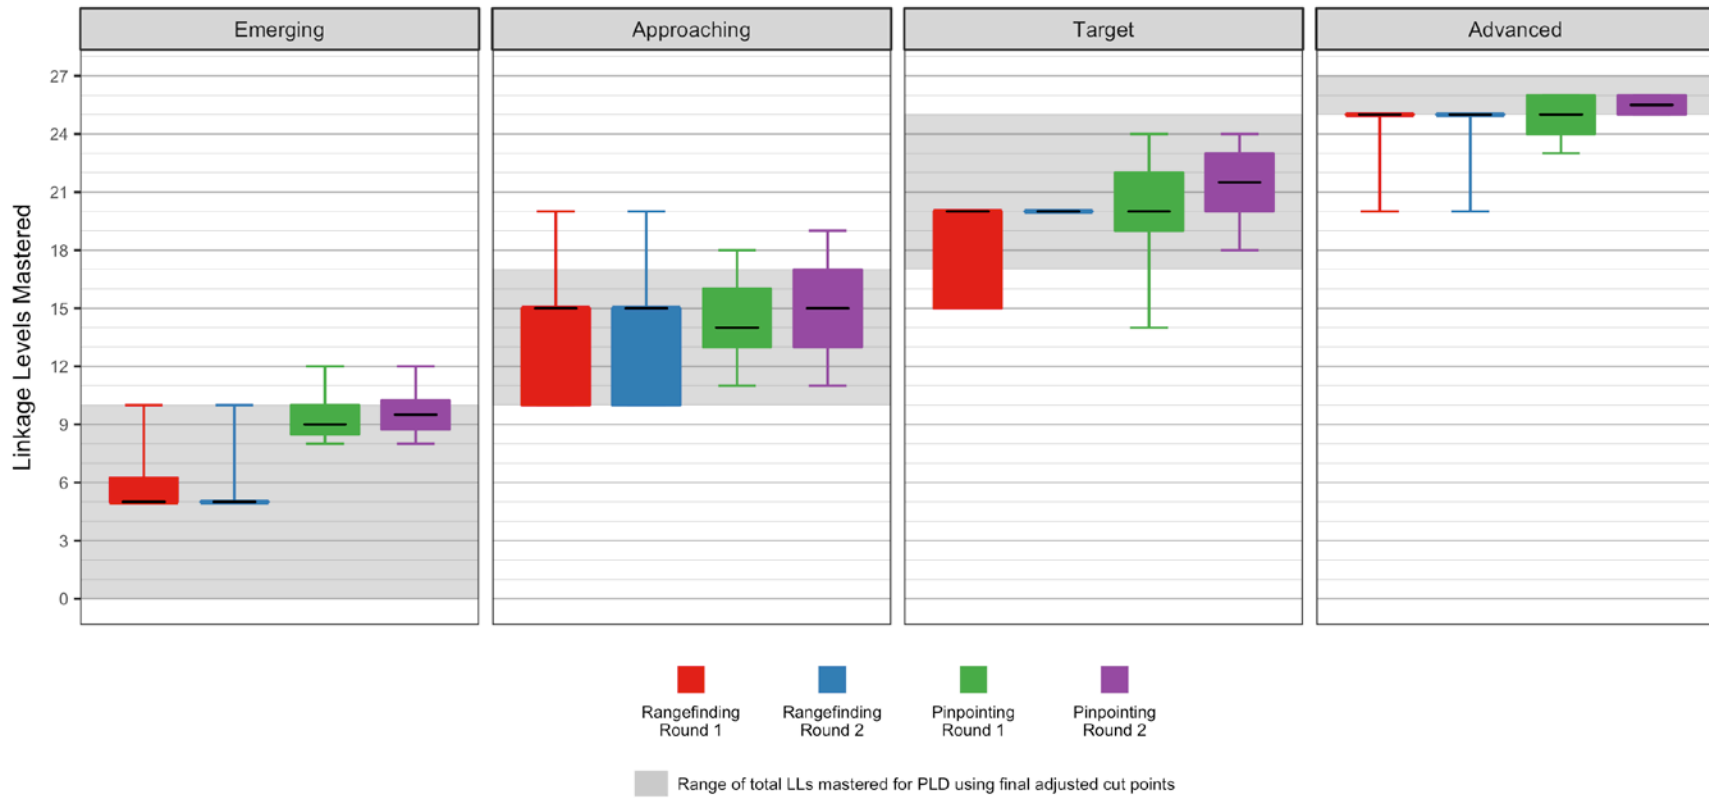 Emerging
Approaching
Target
Advanced
Linkage Levels Mastered
27
24
21
18
15
12
9
6
3
0
Rangefinding
Round 1
Rangefinding
Round 2
Pinpointing
Round 1
Pinpointing
Round 2
Range of total LLs mastered for PLD using final adjusted cut points